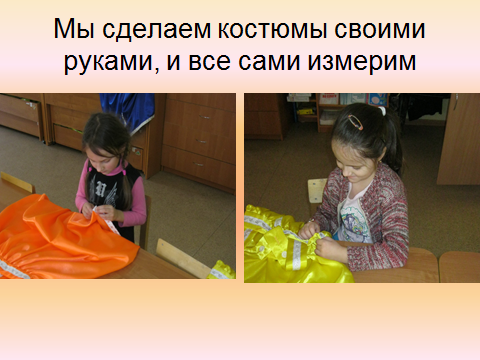 Мы сделаем костюмы своими
руками, и все сами измерим